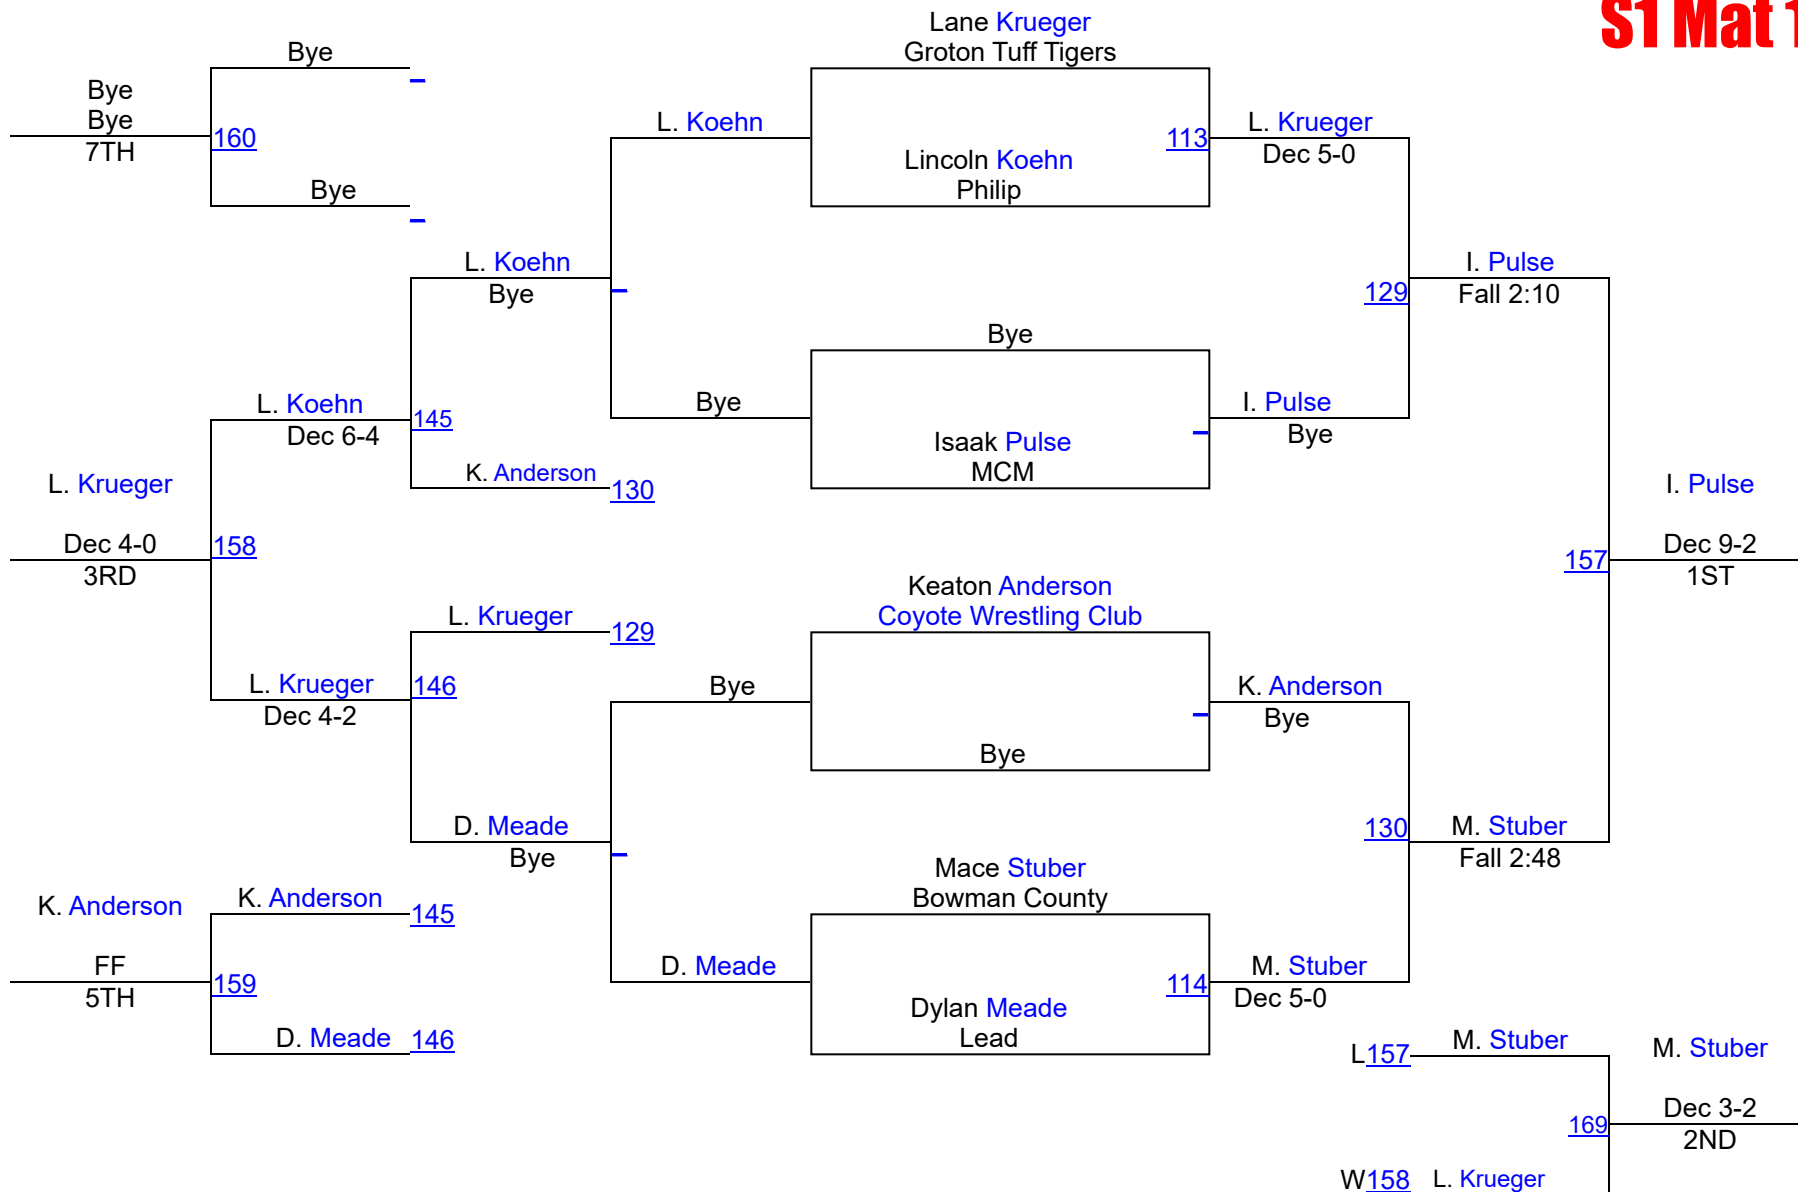 S1 Mat 1
Lane Krueger
Groton Tuff Tigers
Bye
Bye
Bye
7TH
160
Bye
L. Koehn
113
L. Krueger
Dec 5-0
Lincoln Koehn
Philip
L. Koehn
Bye
I. Pulse
Fall 2:10
129
Bye
L. Koehn
Dec 6-4
145
Bye
I. Pulse
Bye
Isaak Pulse
MCM
K. Anderson
130
L. Krueger
Dec 4-0
3RD
158
I. Pulse
Dec 9-2
1ST
157
Keaton Anderson
Coyote Wrestling Club
L. Krueger
129
L. Krueger
Dec 4-2
146
Bye
K. Anderson
Bye
Bye
D. Meade
Bye
130
M. Stuber
Fall 2:48
Mace Stuber
Bowman County
K. Anderson
K. Anderson
145
FF
5TH
159
D. Meade
114
M. Stuber
Dec 5-0
Dylan Meade
Lead
D. Meade
146
L157
M. Stuber
M. Stuber
Dec 3-2
2ND
169
W158
L. Krueger